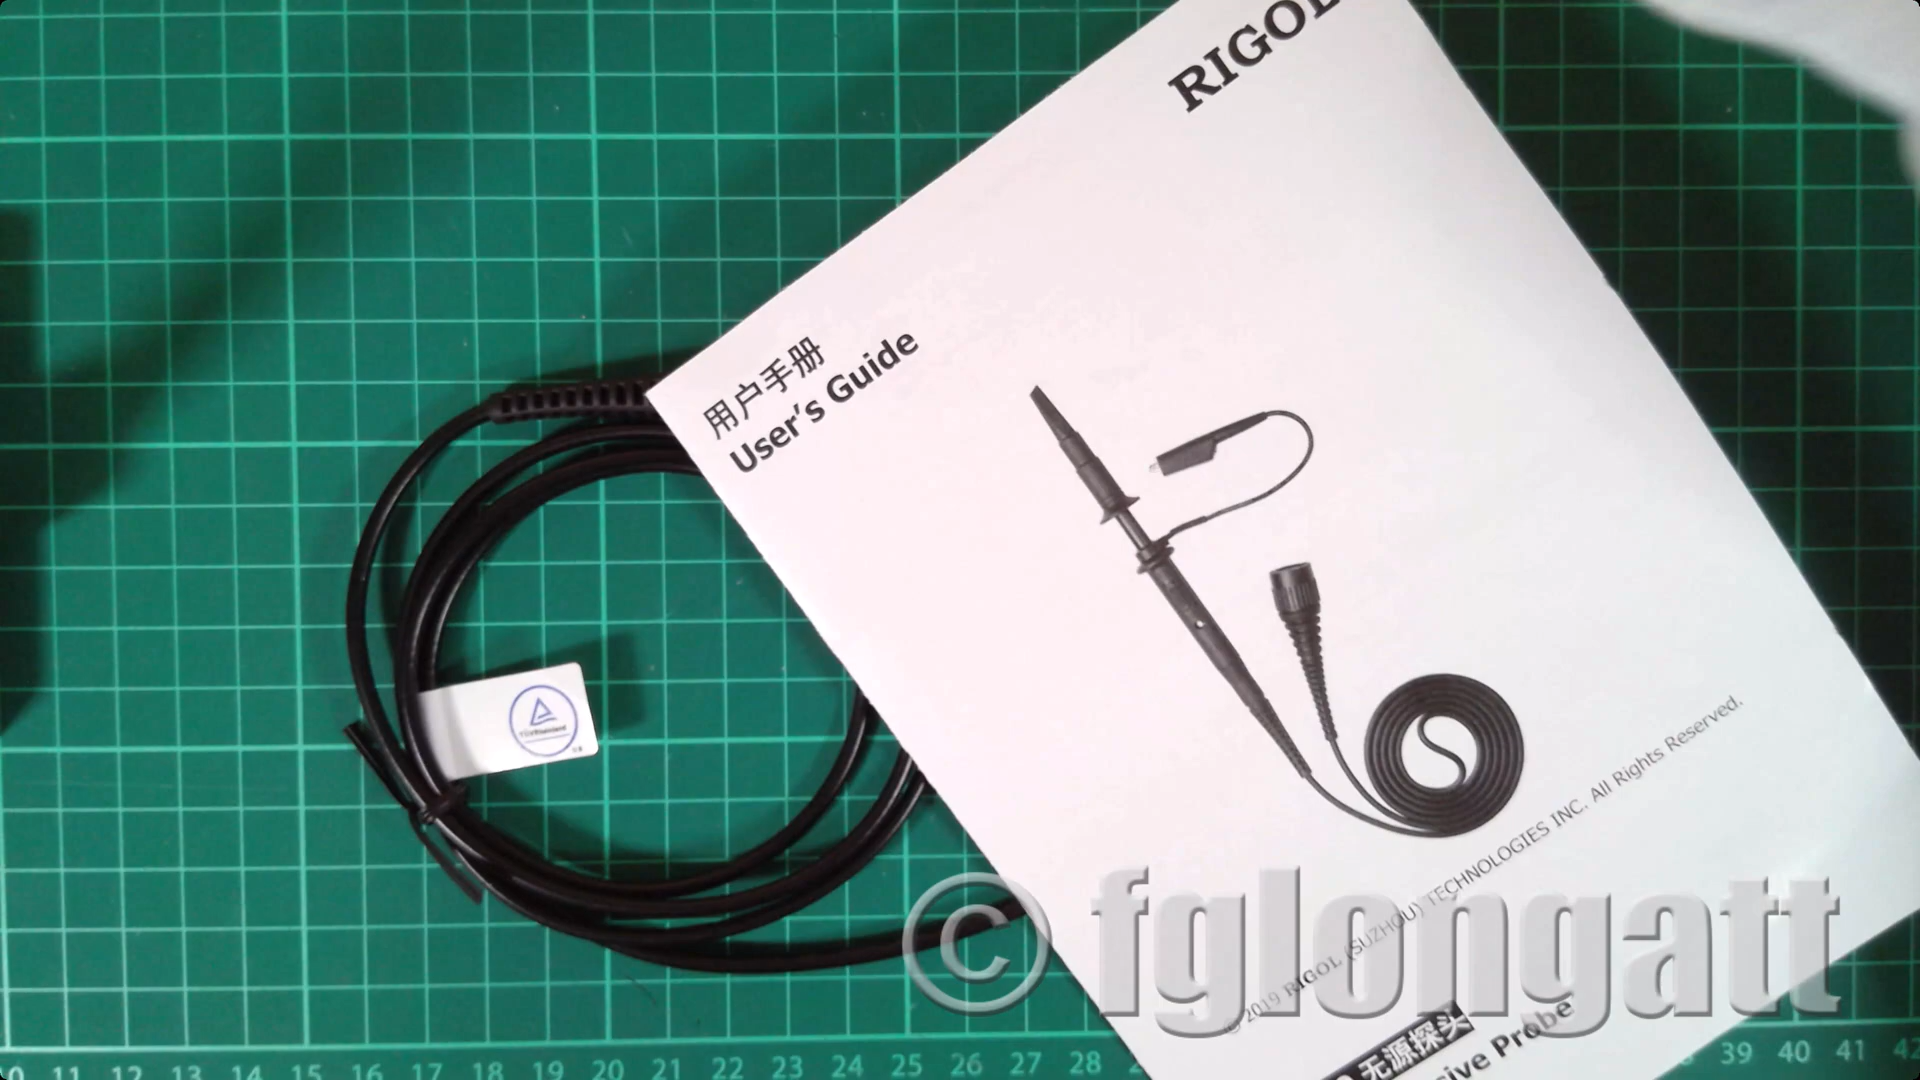 RIGOL
用户手册
User's Guide
TÜVRheinland
© 2019 RIGOL (SUZHOU) TECHNOLOGIES INC. All Rights Reserved.
© fglongatt
无源探头
Probe
11 12 13 14 15 16 17 18 19 20 21 22 23 24 25 26 27 28 39 40 41 42